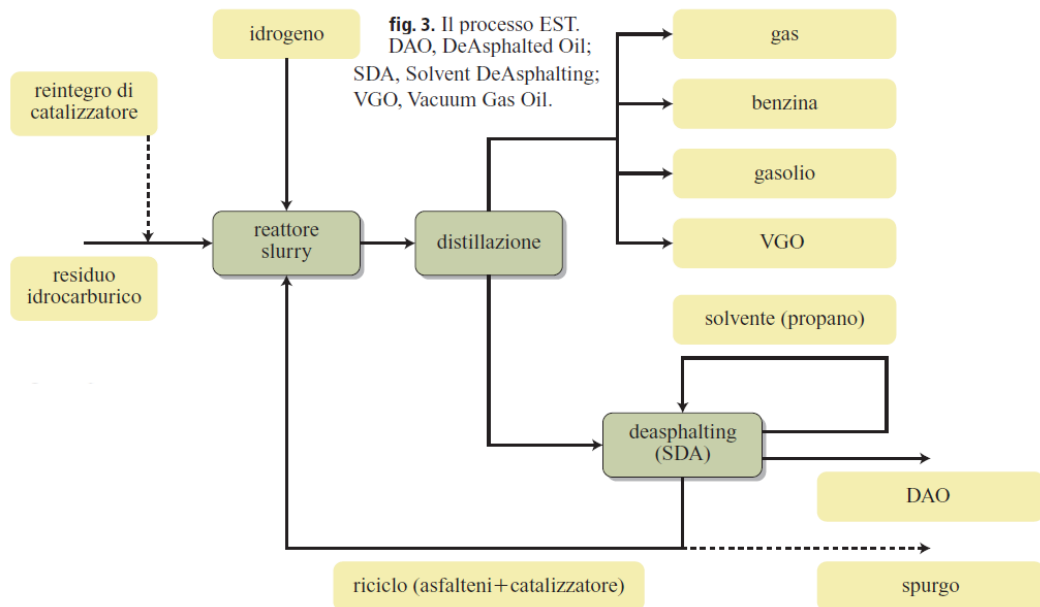 idrogeno
fig. 3. Il processo EST.
DAO, DeAsphalted Oil;
SDA, Solvent DeAsphalting;
VGO, Vacuum Gas Oil.
gas
reintegro di
catalizzatore
benzina
gasolio
reattore
slurry
distillazione
VGO
residuo
idrocarburico
solvente (propano)
deasphalting
(SDA)
DAO
riciclo (asfalteni+catalizzatore)
spurgo